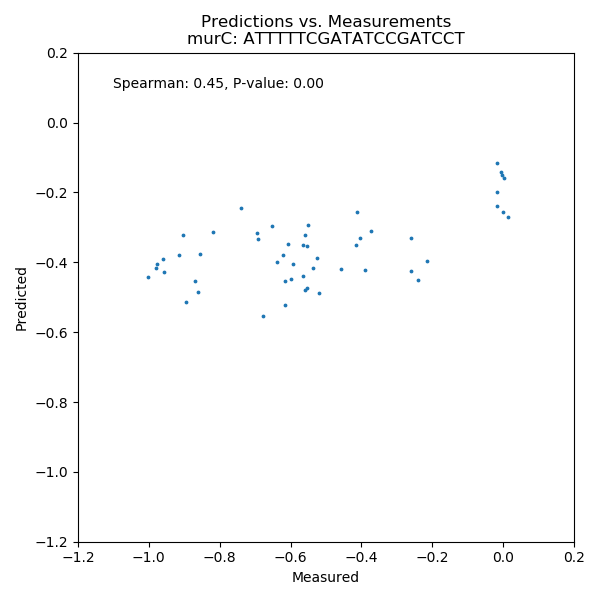 Predictions vs. Measurements
murC: ATTTTTCGATATCCGATCCT
Spearman: 0.45, P-value: 0.00
0.2
0.0
−0.2
−0.4
−0.6
−0.8
−1.0
−1.2
Predicted
−1.2 −1.0 −0.8 −0.6 −0.4 −0.2 0.0 0.2
Measured